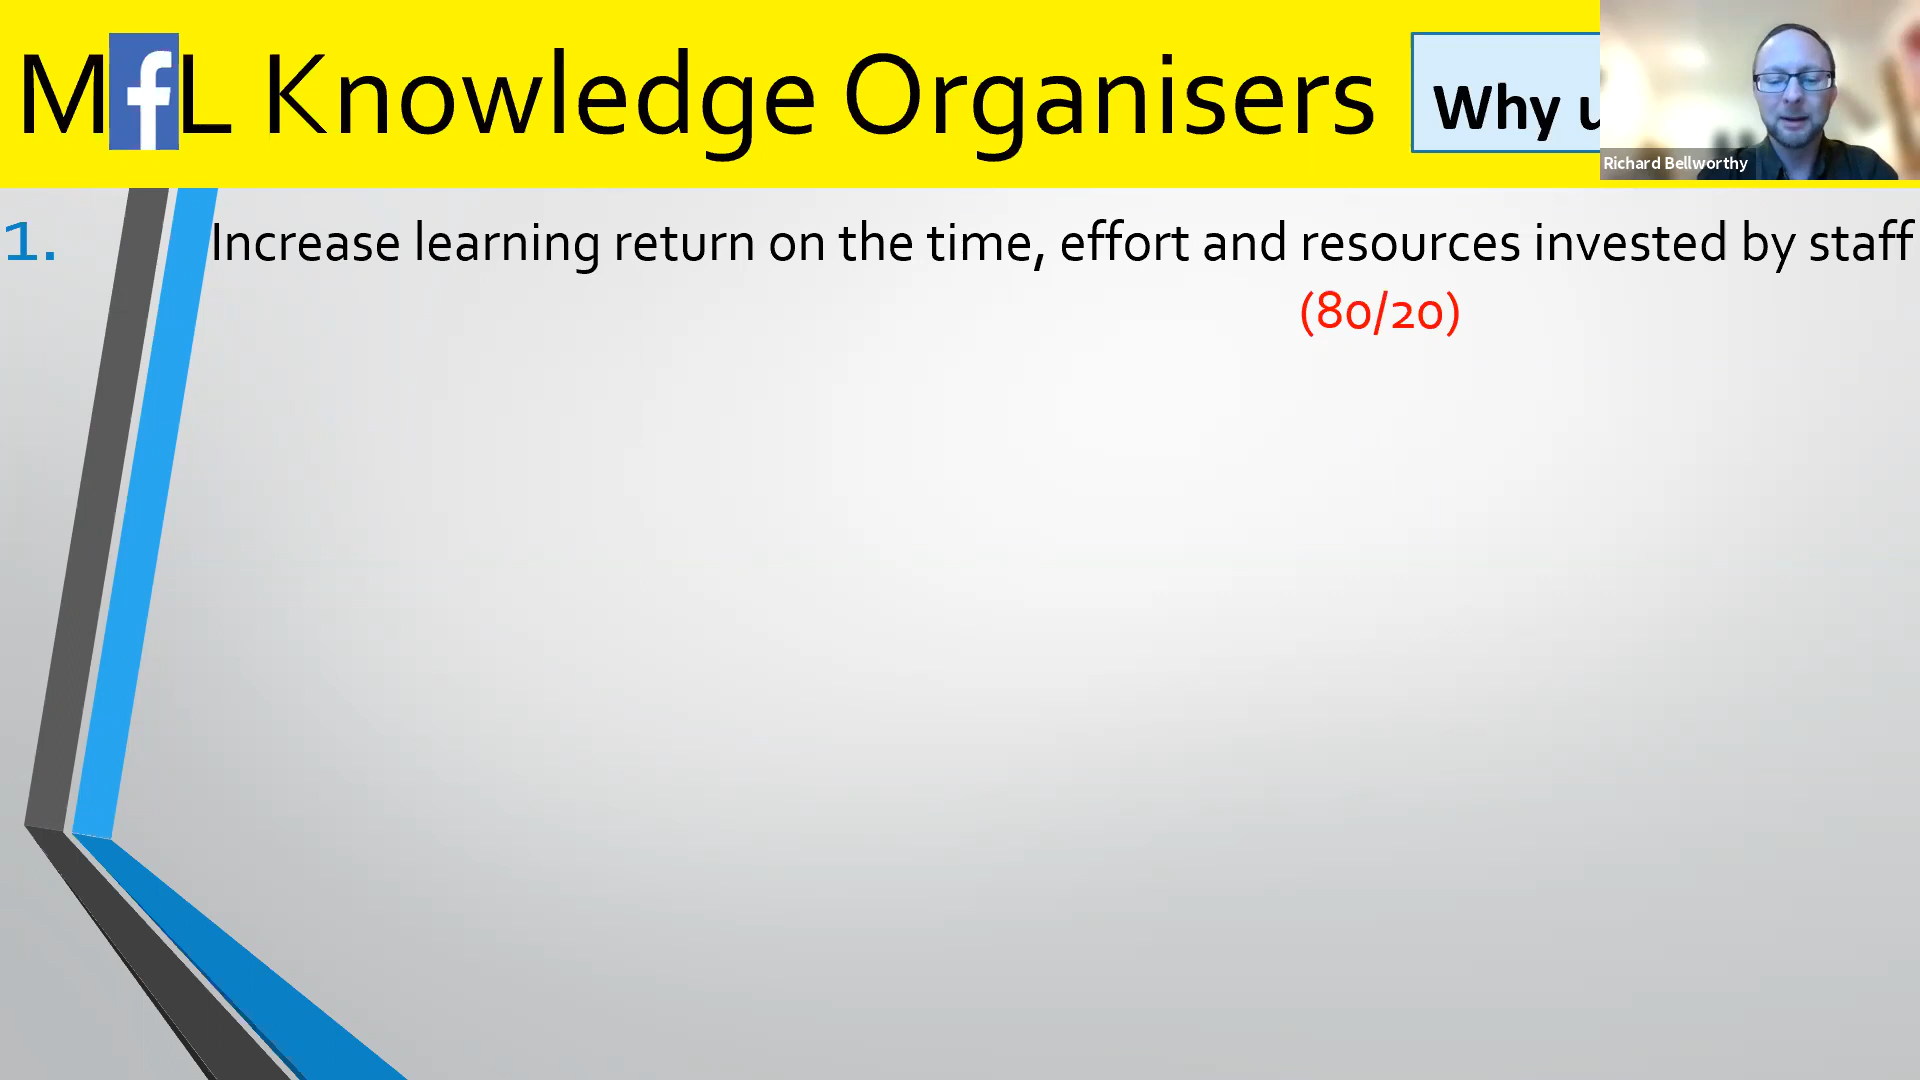 MfL Knowledge Organisers
Why u
Richard Bellworthy
1. Increase learning return on the time, effort and resources invested by staff
(80/20)